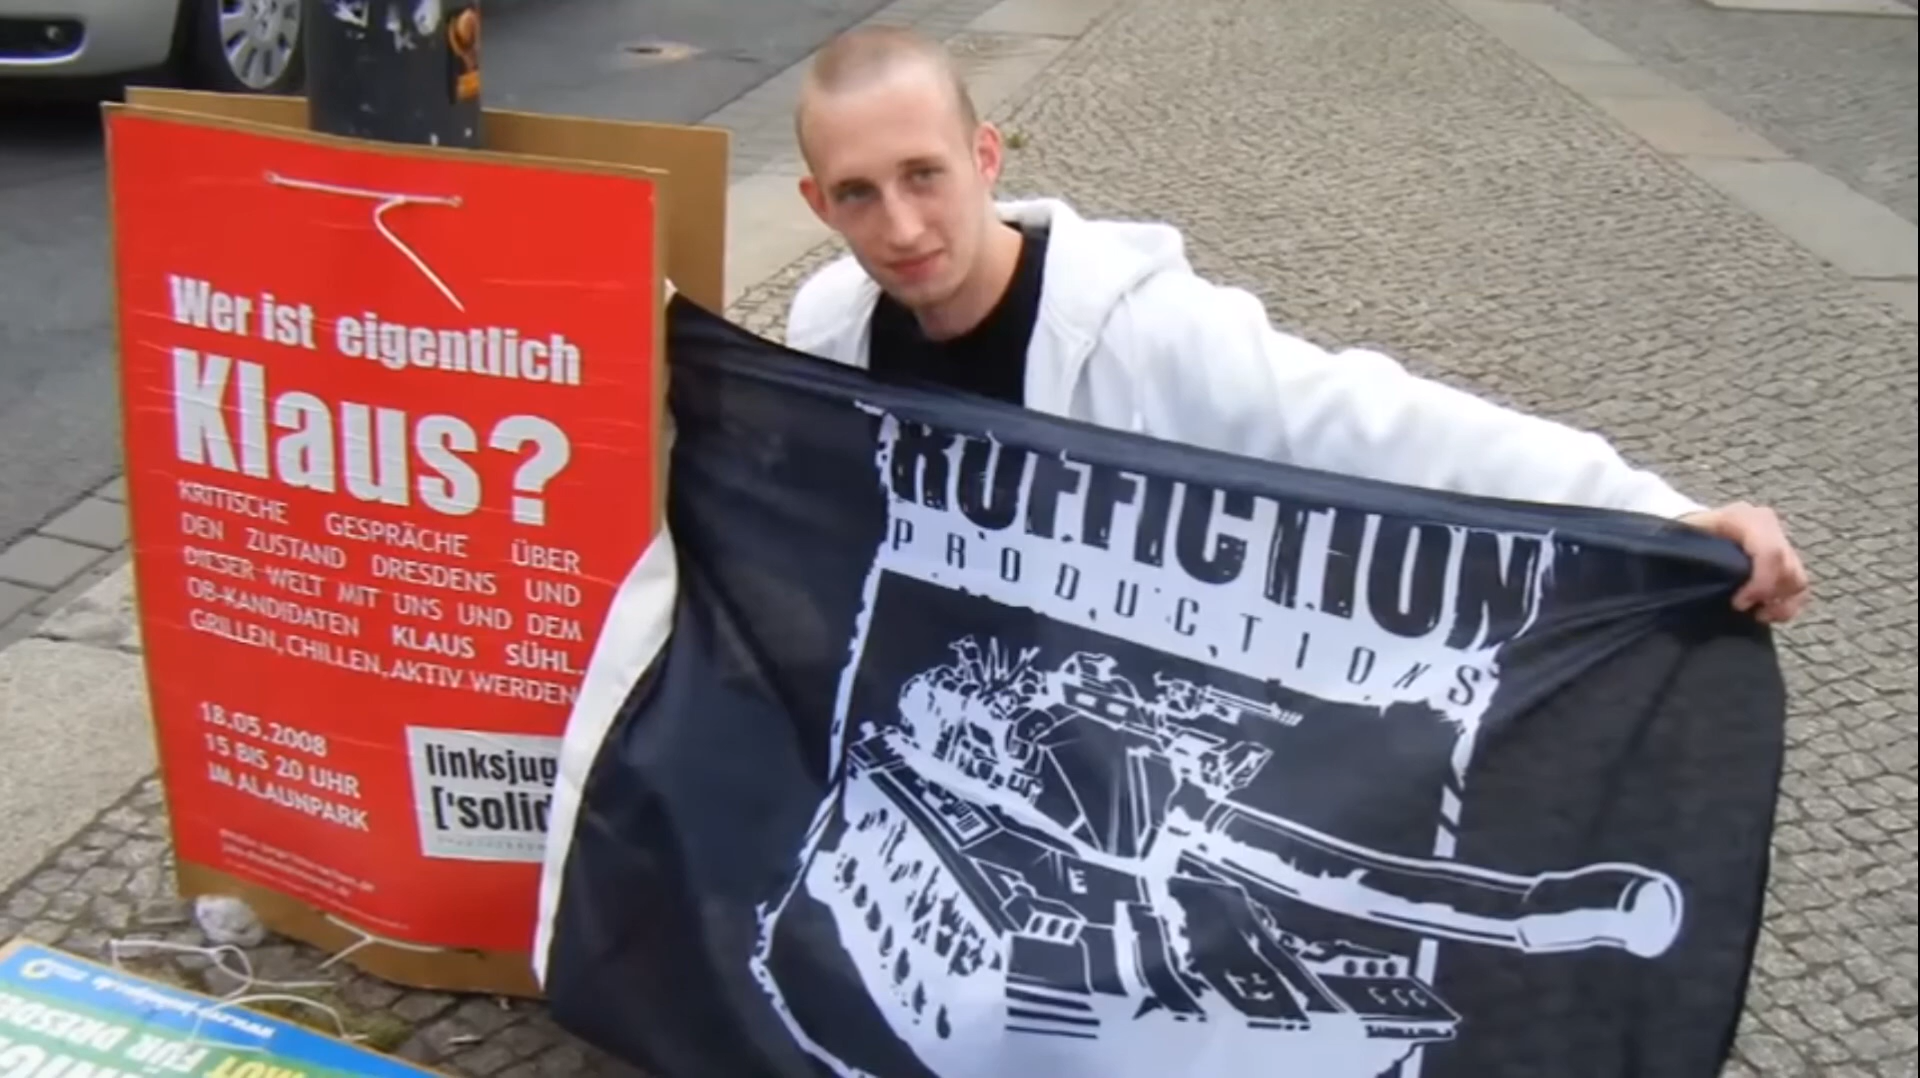 Wer ist eigentlich
Klaus?
KRITISCHE GESPRÄCHE ÜBER
DEN ZUSTAND DRESDENS UND
DIESER WELT MIT UNS UND DEM
OB-KANDIDATEN KLAUS SÜHL.
GRILLEN, CHILLEN, AKTIV WERDEN
18.05.2008
15 BIS 20 UHR
IM ALAUNPARK
linksjug
['solid
RUFFICTION
PRODUCTIONS
FÜR DRESD